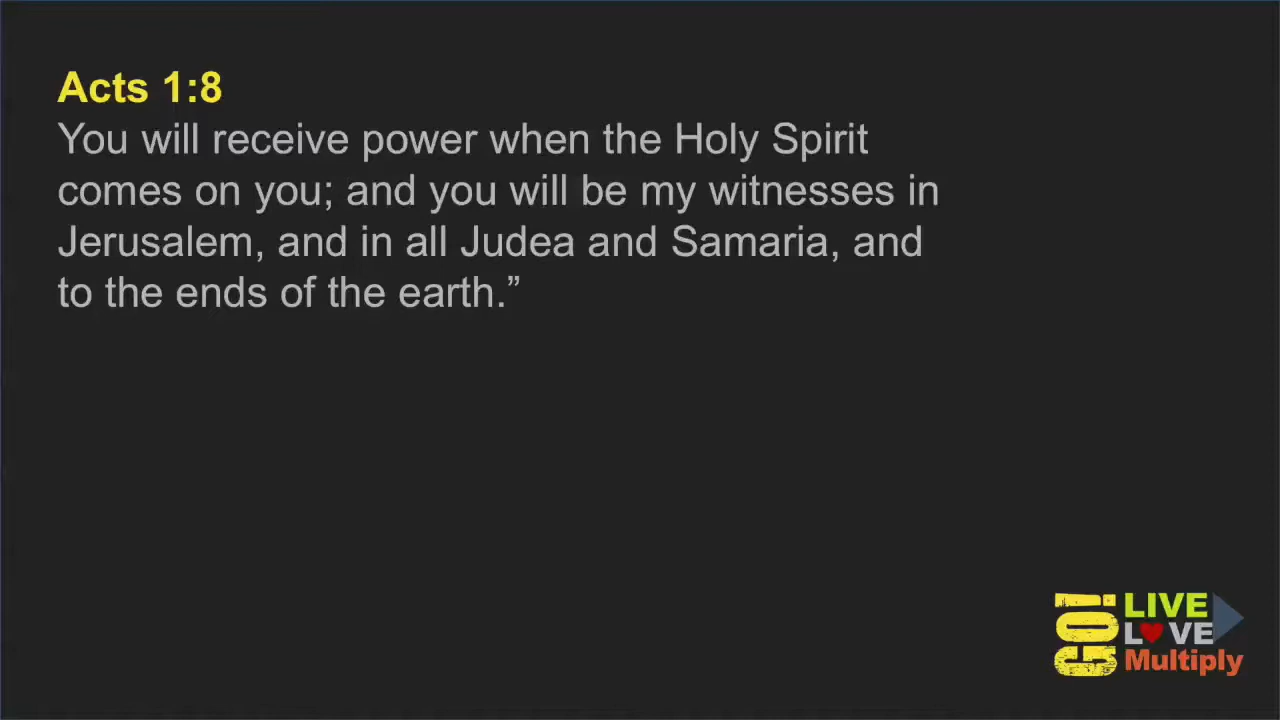 Acts 1:8
You will receive power when the Holy Spirit
comes on you; and you will be my witnesses in
Jerusalem, and in all Judea and Samaria, and
to the ends of the earth.”
GO!
LIVE
LOVE
Multiply